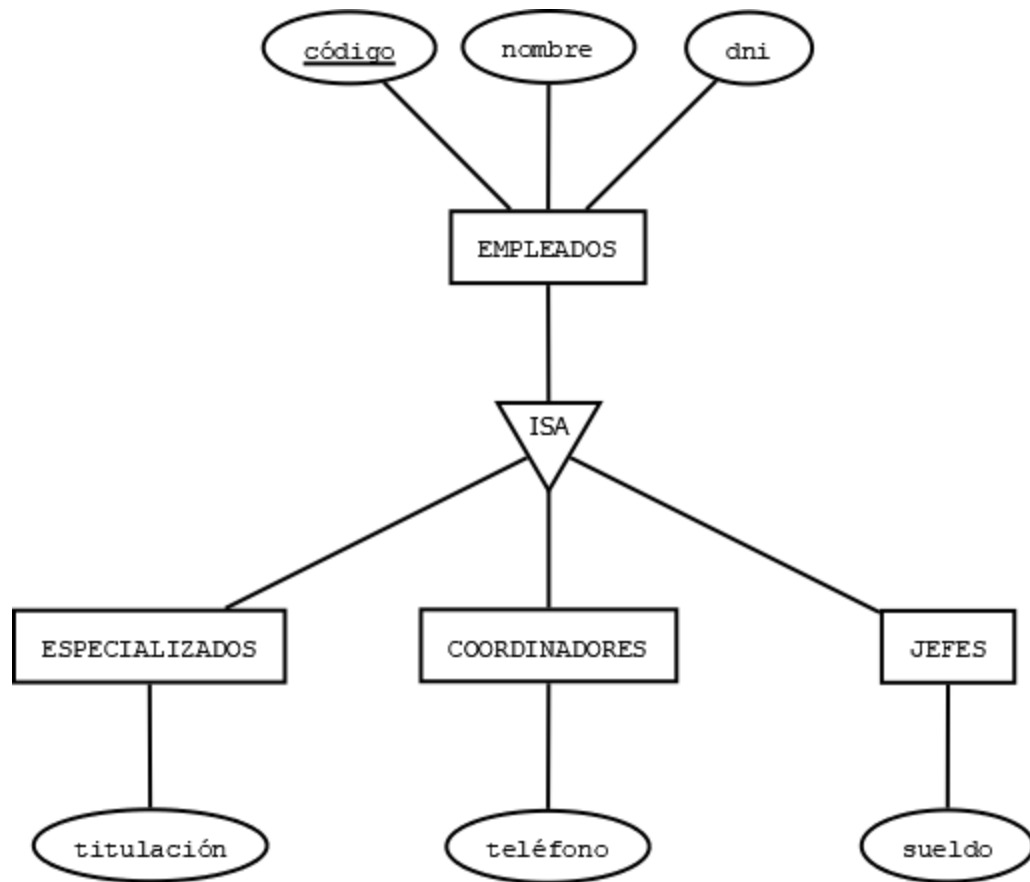 código
nombre
dni
EMPLEADOS
ISA
ESPECIALIZADOS
COORDINADORES
JEFES
titulación
teléfono
sueldo